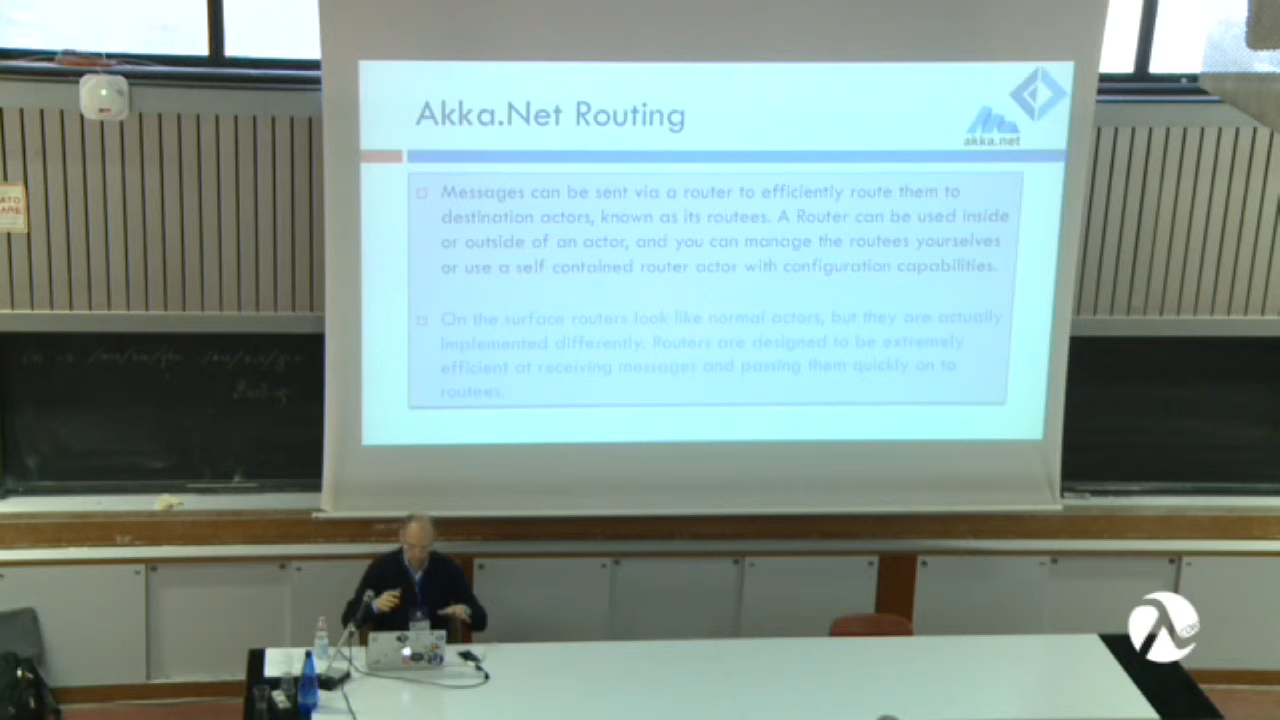 Akka.Net Routing
akka.net
Messages can be sent via a router to efficiently route them to
destination actors, known as its routees. A Router can be used inside
or outside of an actor, and you can manage the routees yourselves
or use a self contained router actor with configuration capabilities.
On the surface routers look like normal actors, but they are actually
implemented differently. Routers are designed to be extremely
efficient at receiving messages and passing them quickly on to
routees.